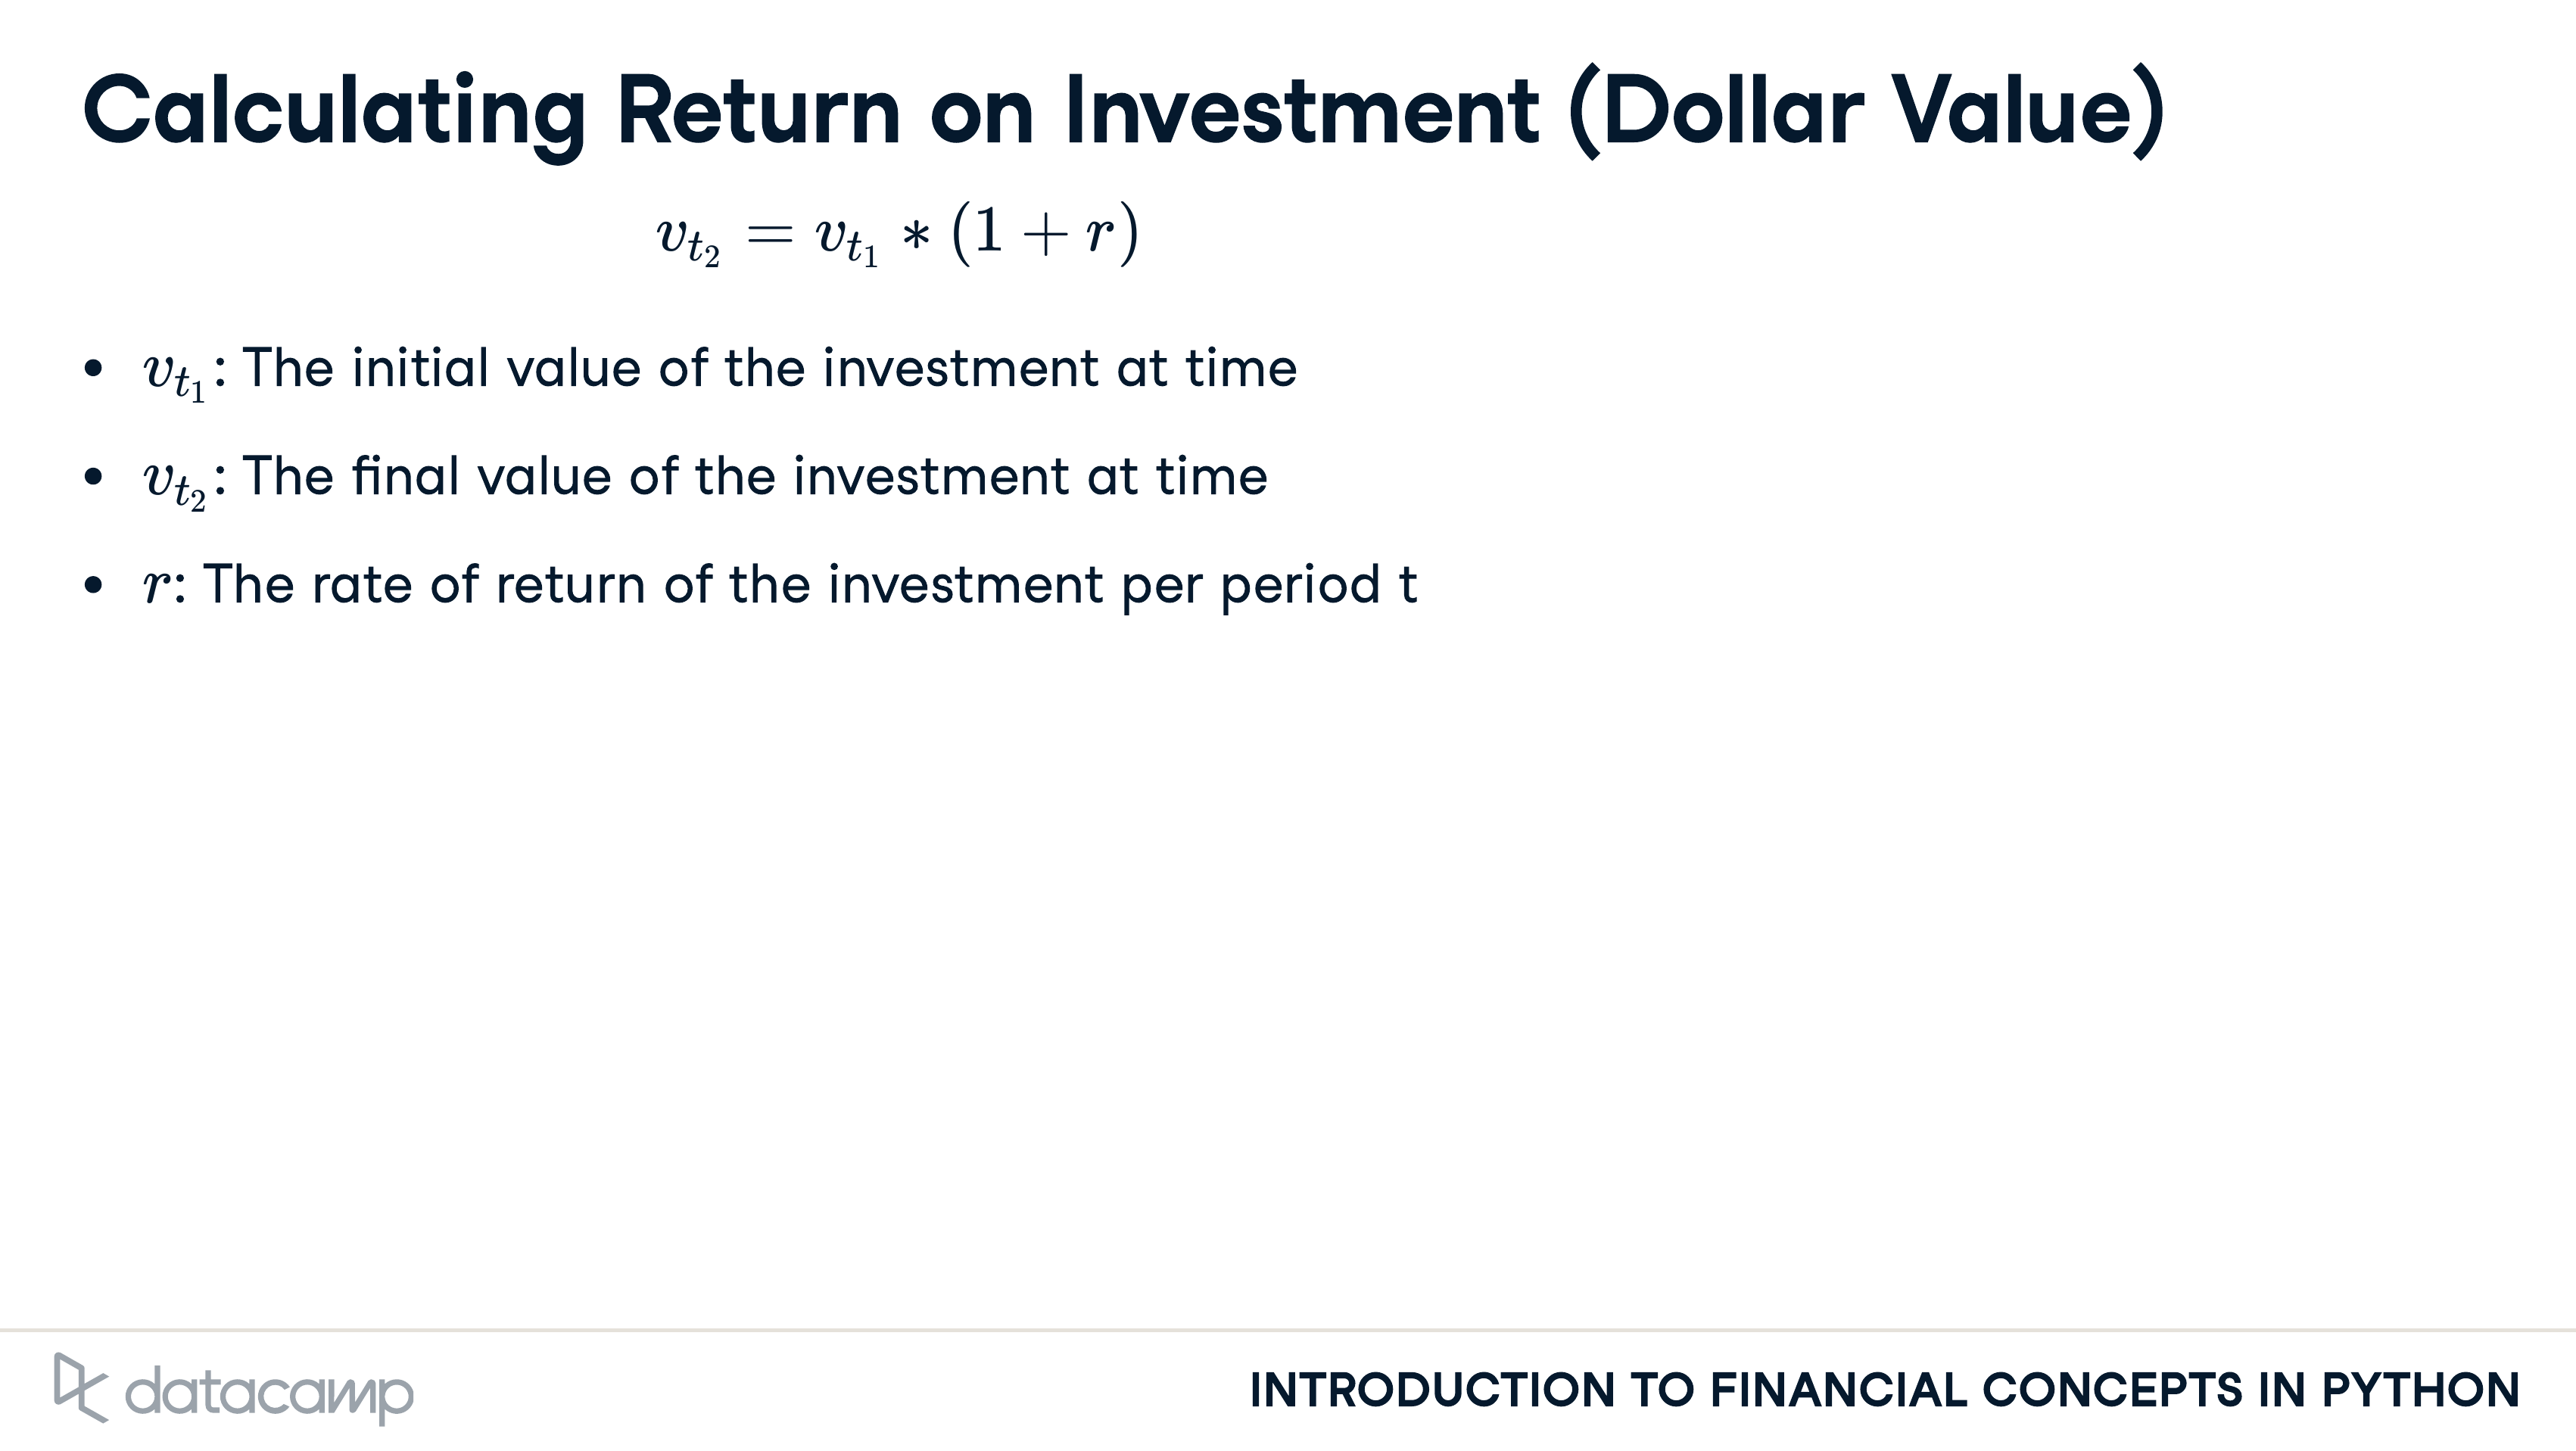 Calculating Return on Investment (Dollar Value)
v_{t_2} = v_{t_1} * (1 + r)
• v_{t_1}: The initial value of the investment at time
• v_{t_2}: The final value of the investment at time
• r: The rate of return of the investment per period t
datacamp
INTRODUCTION TO FINANCIAL CONCEPTS IN PYTHON